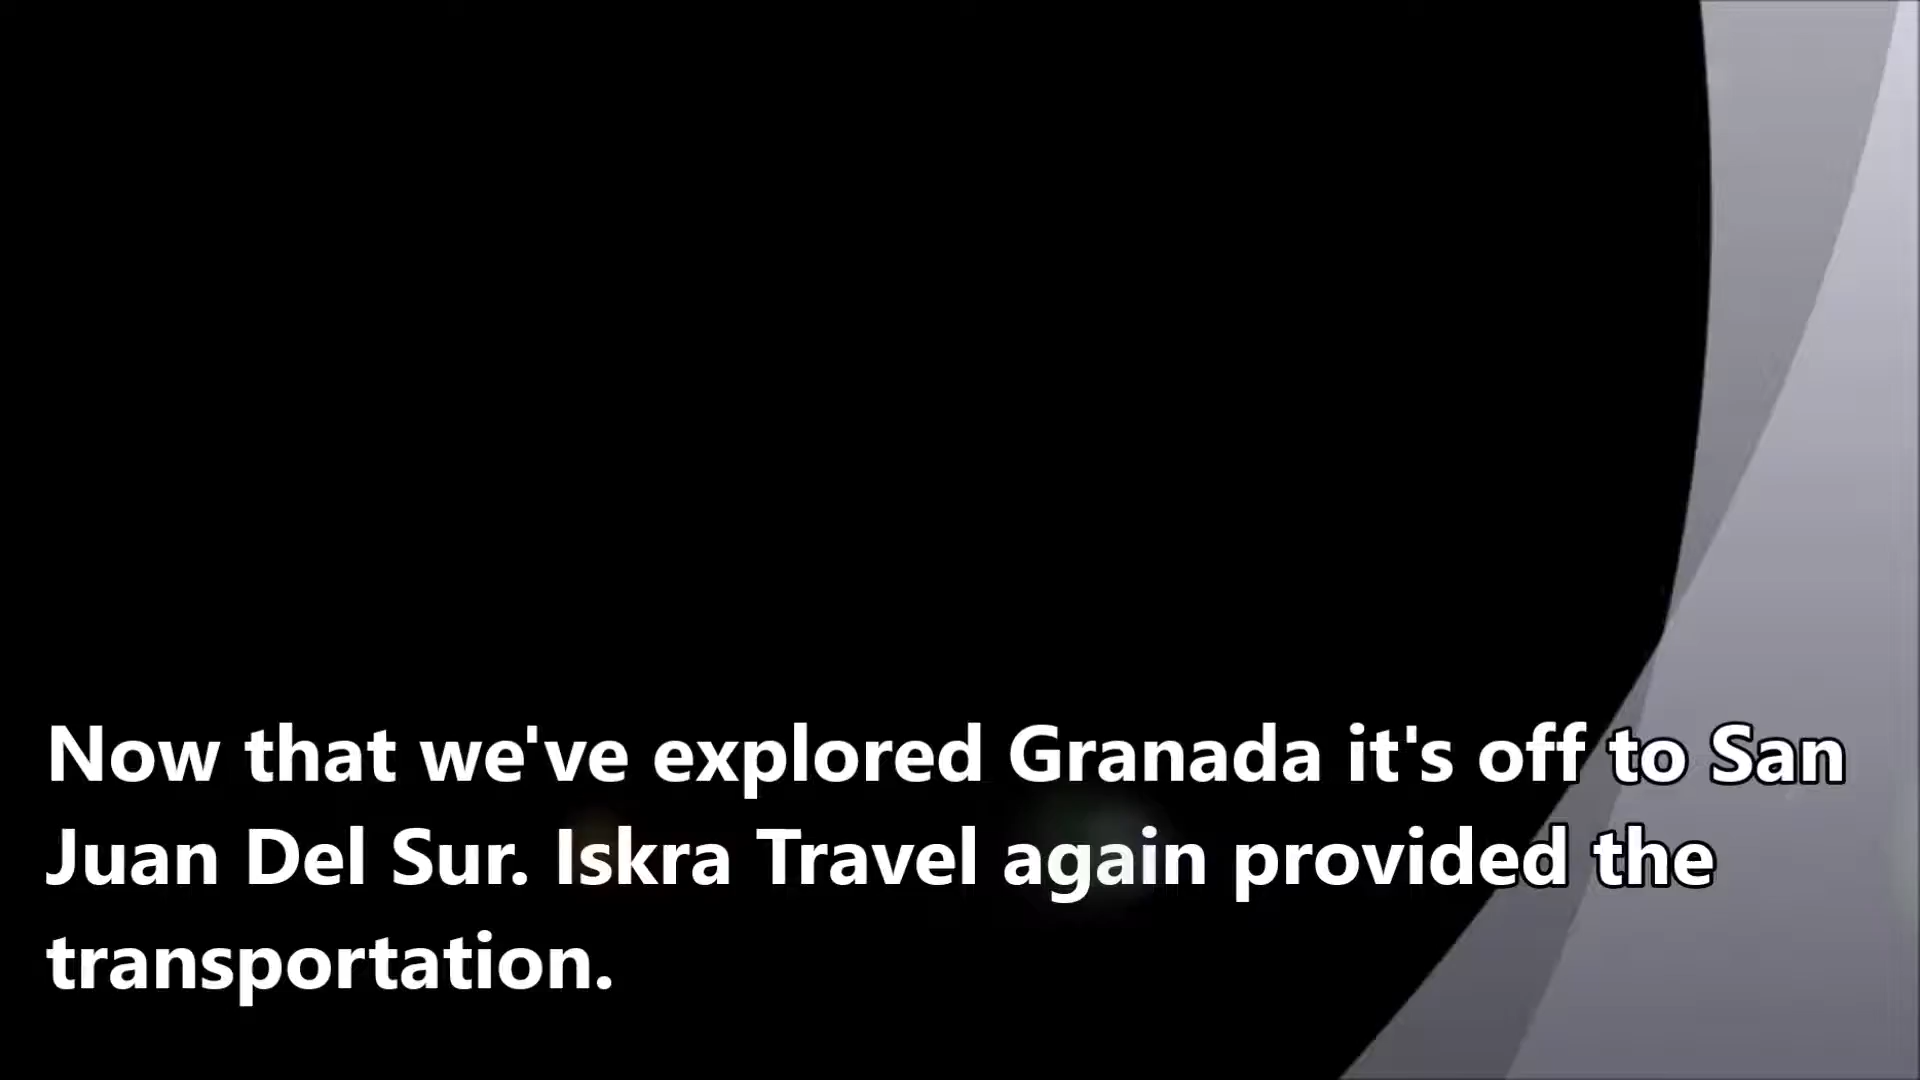 Now that we've explored Granada it's off to San
Juan Del Sur. Iskra Travel again provided the
transportation.